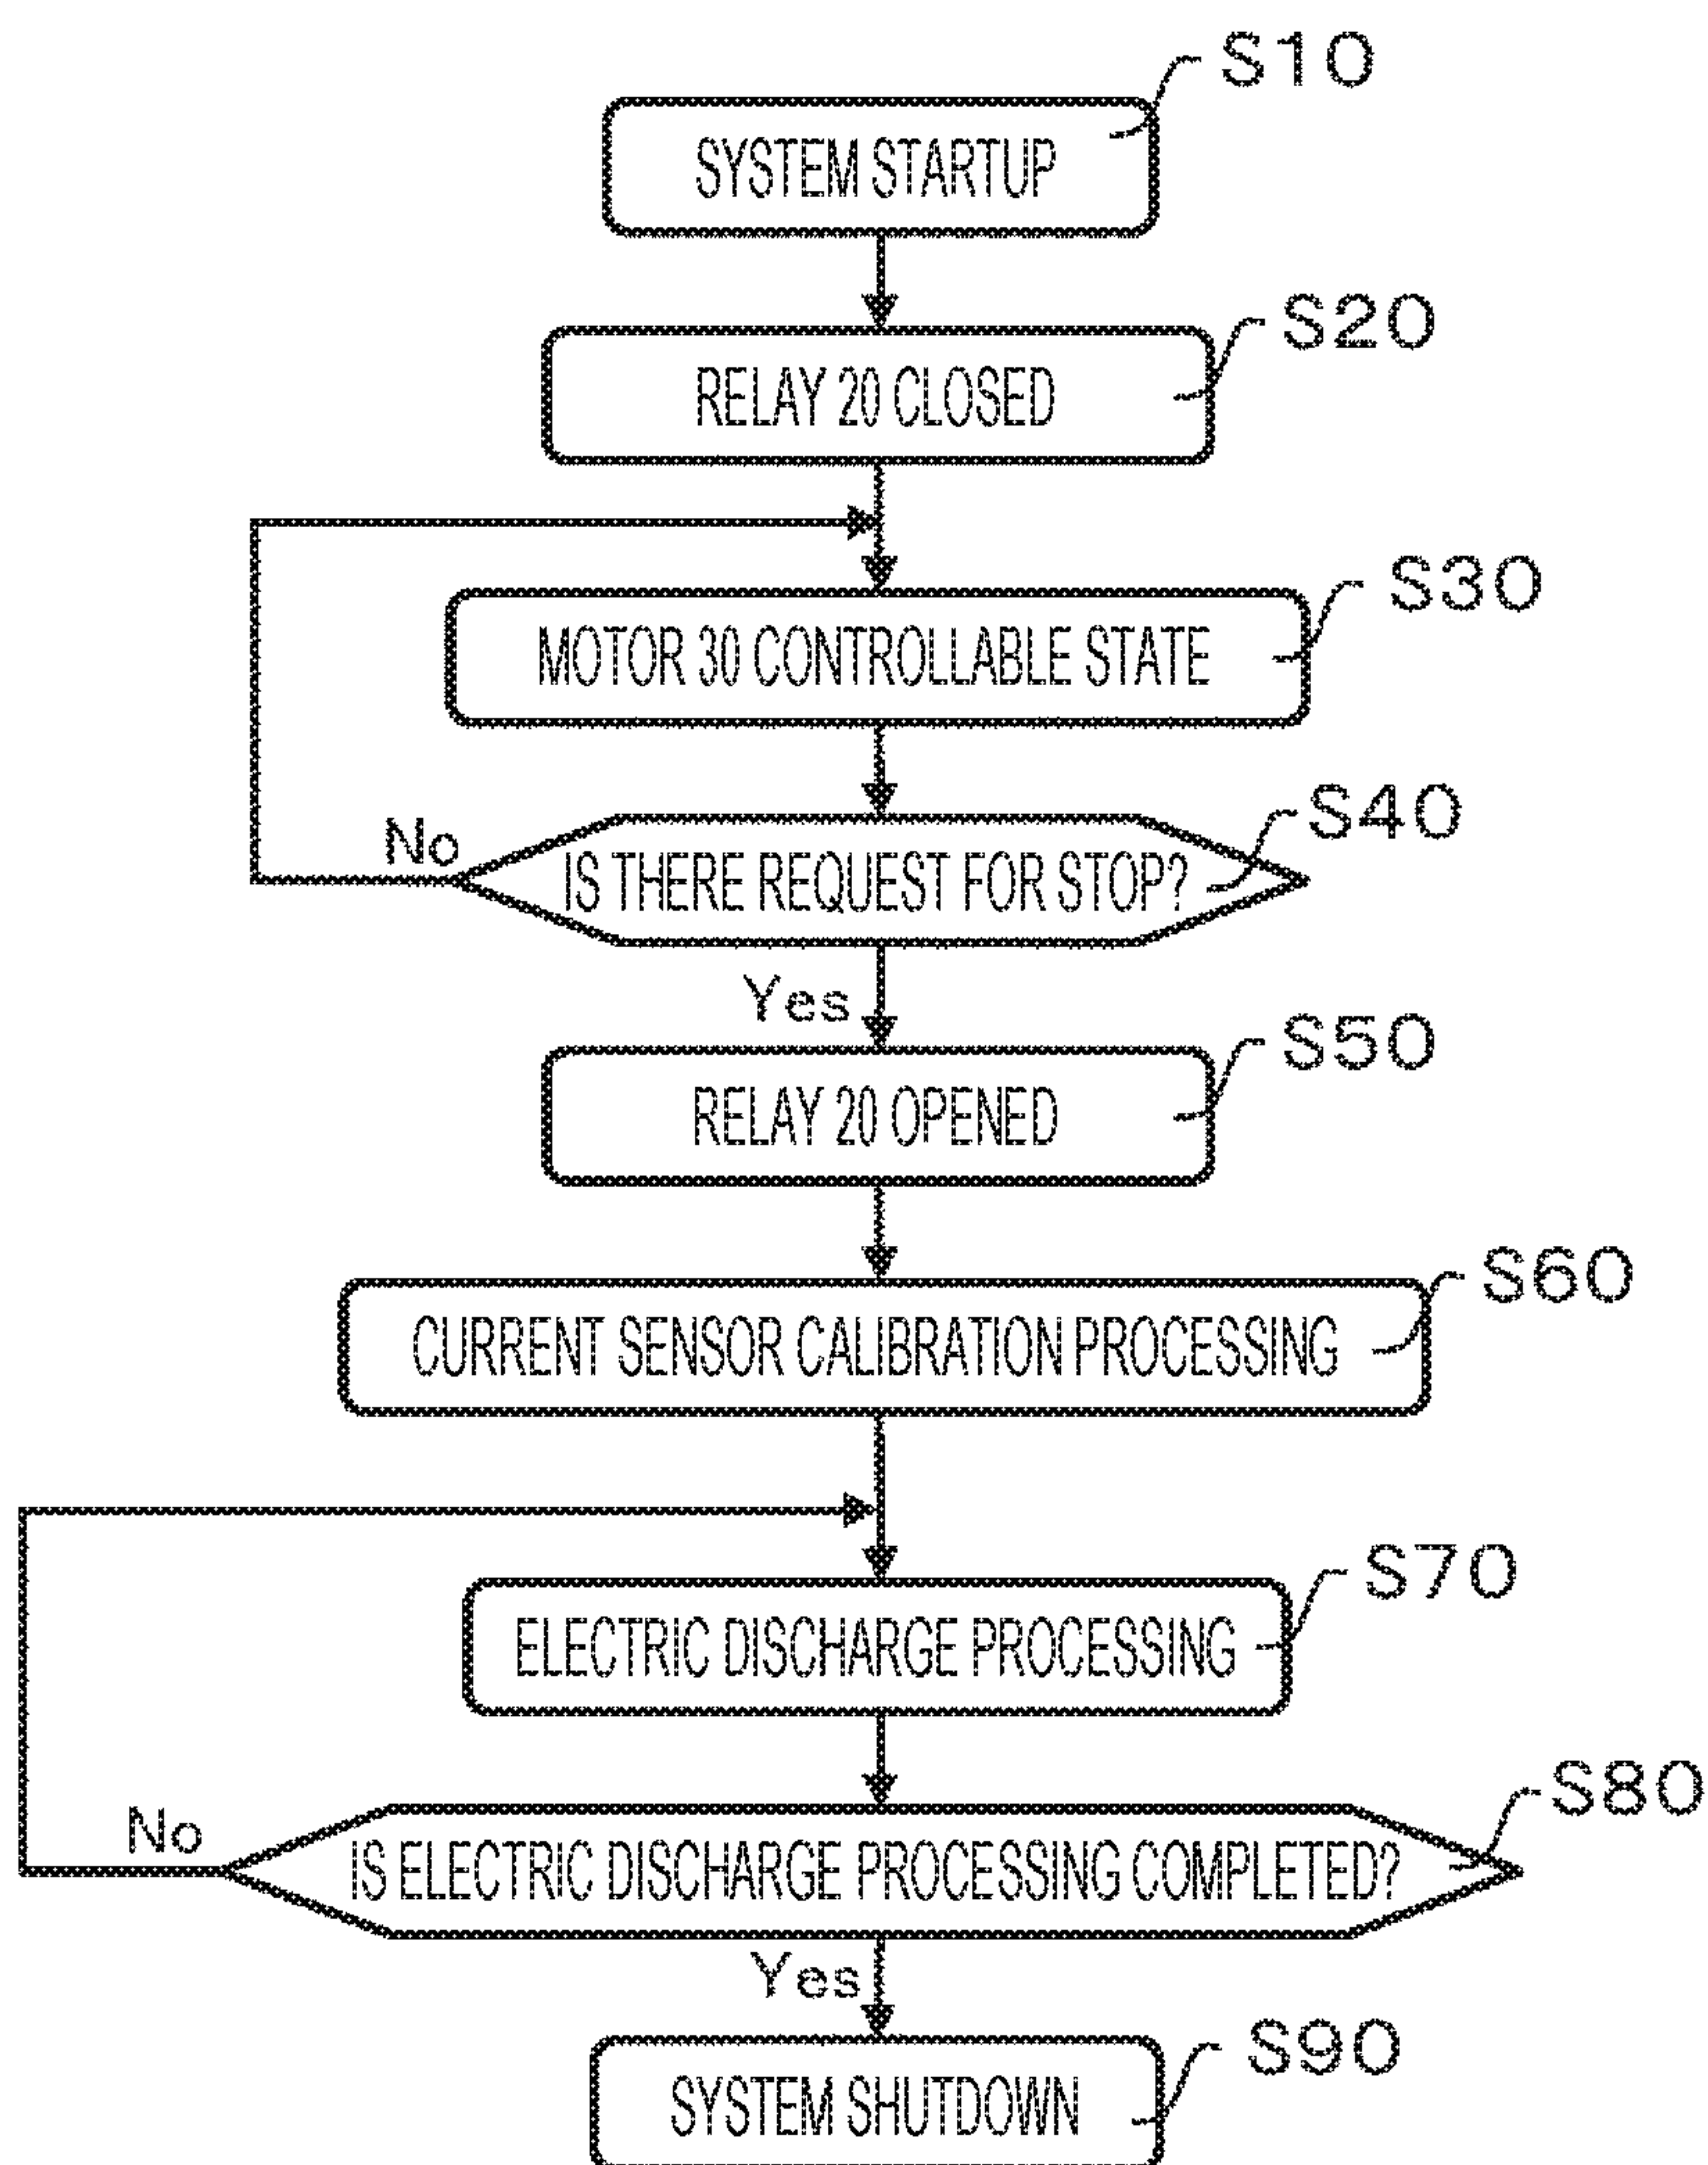 S10
SYSTEM STARTUP
S20
RELAY 20 CLOSED
S30
MOTOR 30 CONTROLLABLE STATE
S40
No
IS THERE REQUEST FOR STOP?
Yes
S50
RELAY 20 OPENED
S60
CURRENT SENSOR CALIBRATION PROCESSING
S70
ELECTRIC DISCHARGE PROCESSING
S80
No
IS ELECTRIC DISCHARGE PROCESSING COMPLETED?
Yes
S90
SYSTEM SHUTDOWN